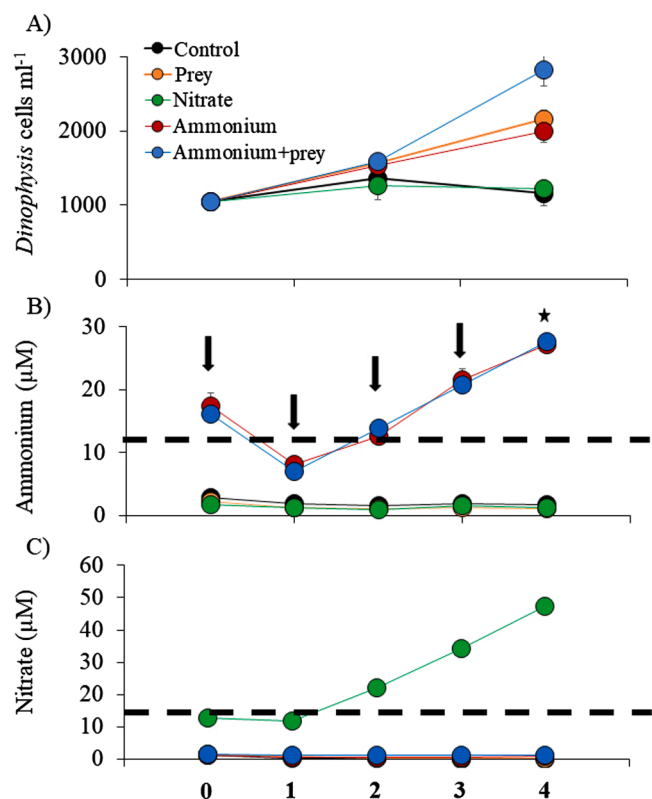 A)
Dinophysis cells ml⁻¹
3000
2000
1000
0
Control
Prey
Nitrate
Ammonium
Ammonium+prey
B)
Ammonium (µM)
30
20
10
0
C)
Nitrate (µM)
60
50
40
30
20
10
0
0 1 2 3 4